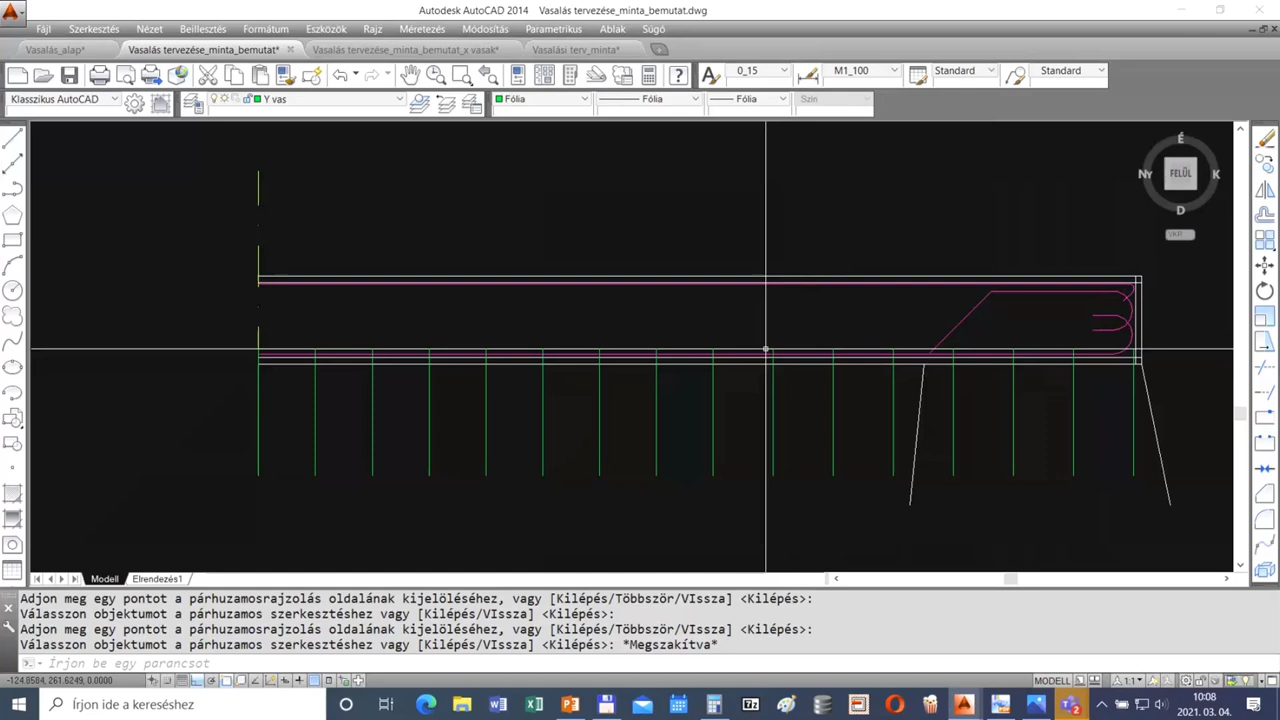 Autodesk AutoCAD 2014 Vasalás tervezése_minta_bemutat.dwg
Fájl Szerkesztés Nézet Beillesztés Formátum Eszközök Rajz Méretezés Módosítás Parametrikus Ablak Súgó
Vasalás_alap* Vasalás tervezése_minta_bemutat* Vasalás tervezése_minta_bemutat_x vasak* Vasalási terv_minta*
0_15 M1_100 Standard Standard
Klasszikus AutoCAD Y vas Fólia Fólia Fólia Szín
É
NY FELÜL K
D
VKR
Modell Elrendezés1
Adjon meg egy pontot a párhuzamosrajzolás oldalának kijelöléséhez, vagy [Kilépés/Többször/VIssza] <Kilépés>:
Válasszon objektumot a párhuzamos szerkesztéshez vagy [Kilépés/VIssza] <Kilépés>:
Adjon meg egy pontot a párhuzamosrajzolás oldalának kijelöléséhez, vagy [Kilépés/Többször/VIssza] <Kilépés>:
Válasszon objektumot a párhuzamos szerkesztéshez vagy [Kilépés/VIssza] <Kilépés>: *Megszakítva*
Írjon be egy parancsot
-124.8584, 261.6249, 0.0000 MODELL 1:1
Írjon ide a kereséshez
10:08
2021. 03. 04.